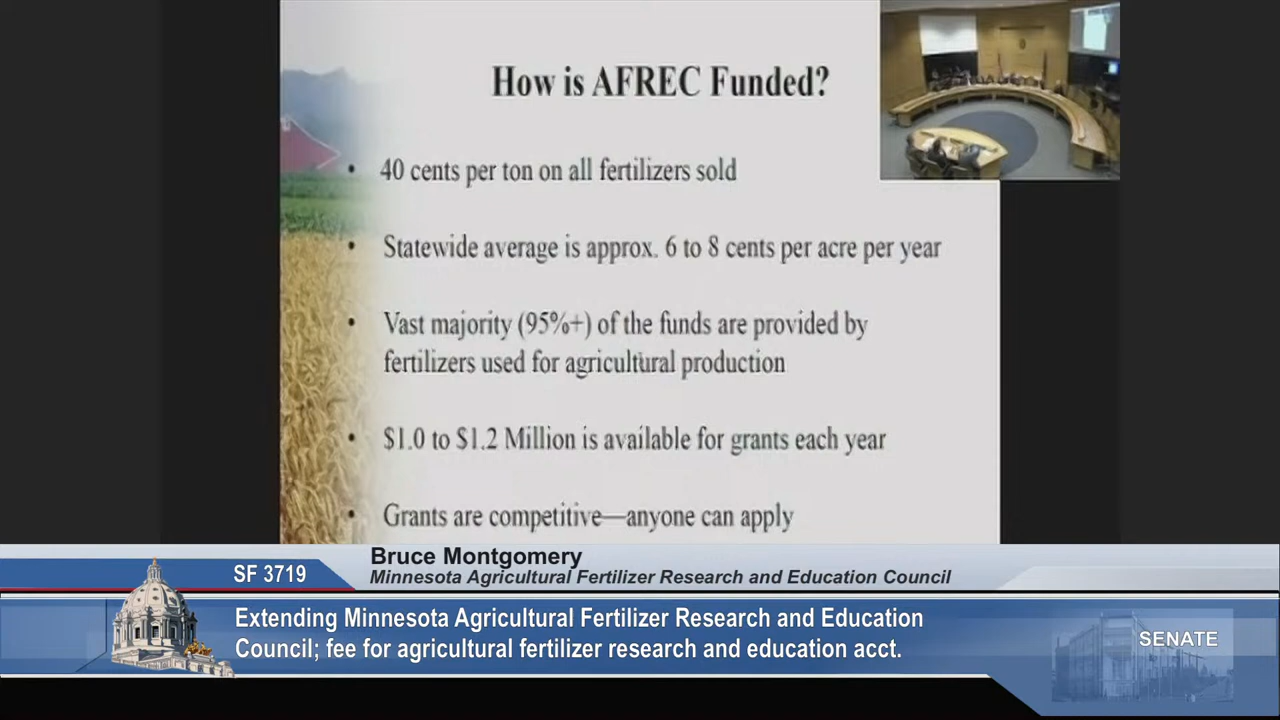 How is AFREC Funded?
• 40 cents per ton on all fertilizers sold
• Statewide average is approx. 6 to 8 cents per acre per year
• Vast majority (95%+) of the funds are provided by
fertilizers used for agricultural production
• $1.0 to $1.2 Million is available for grants each year
• Grants are competitive—anyone can apply
Bruce Montgomery
SF 3719
Minnesota Agricultural Fertilizer Research and Education Council
Extending Minnesota Agricultural Fertilizer Research and Education
Council; fee for agricultural fertilizer research and education acct.
SENATE